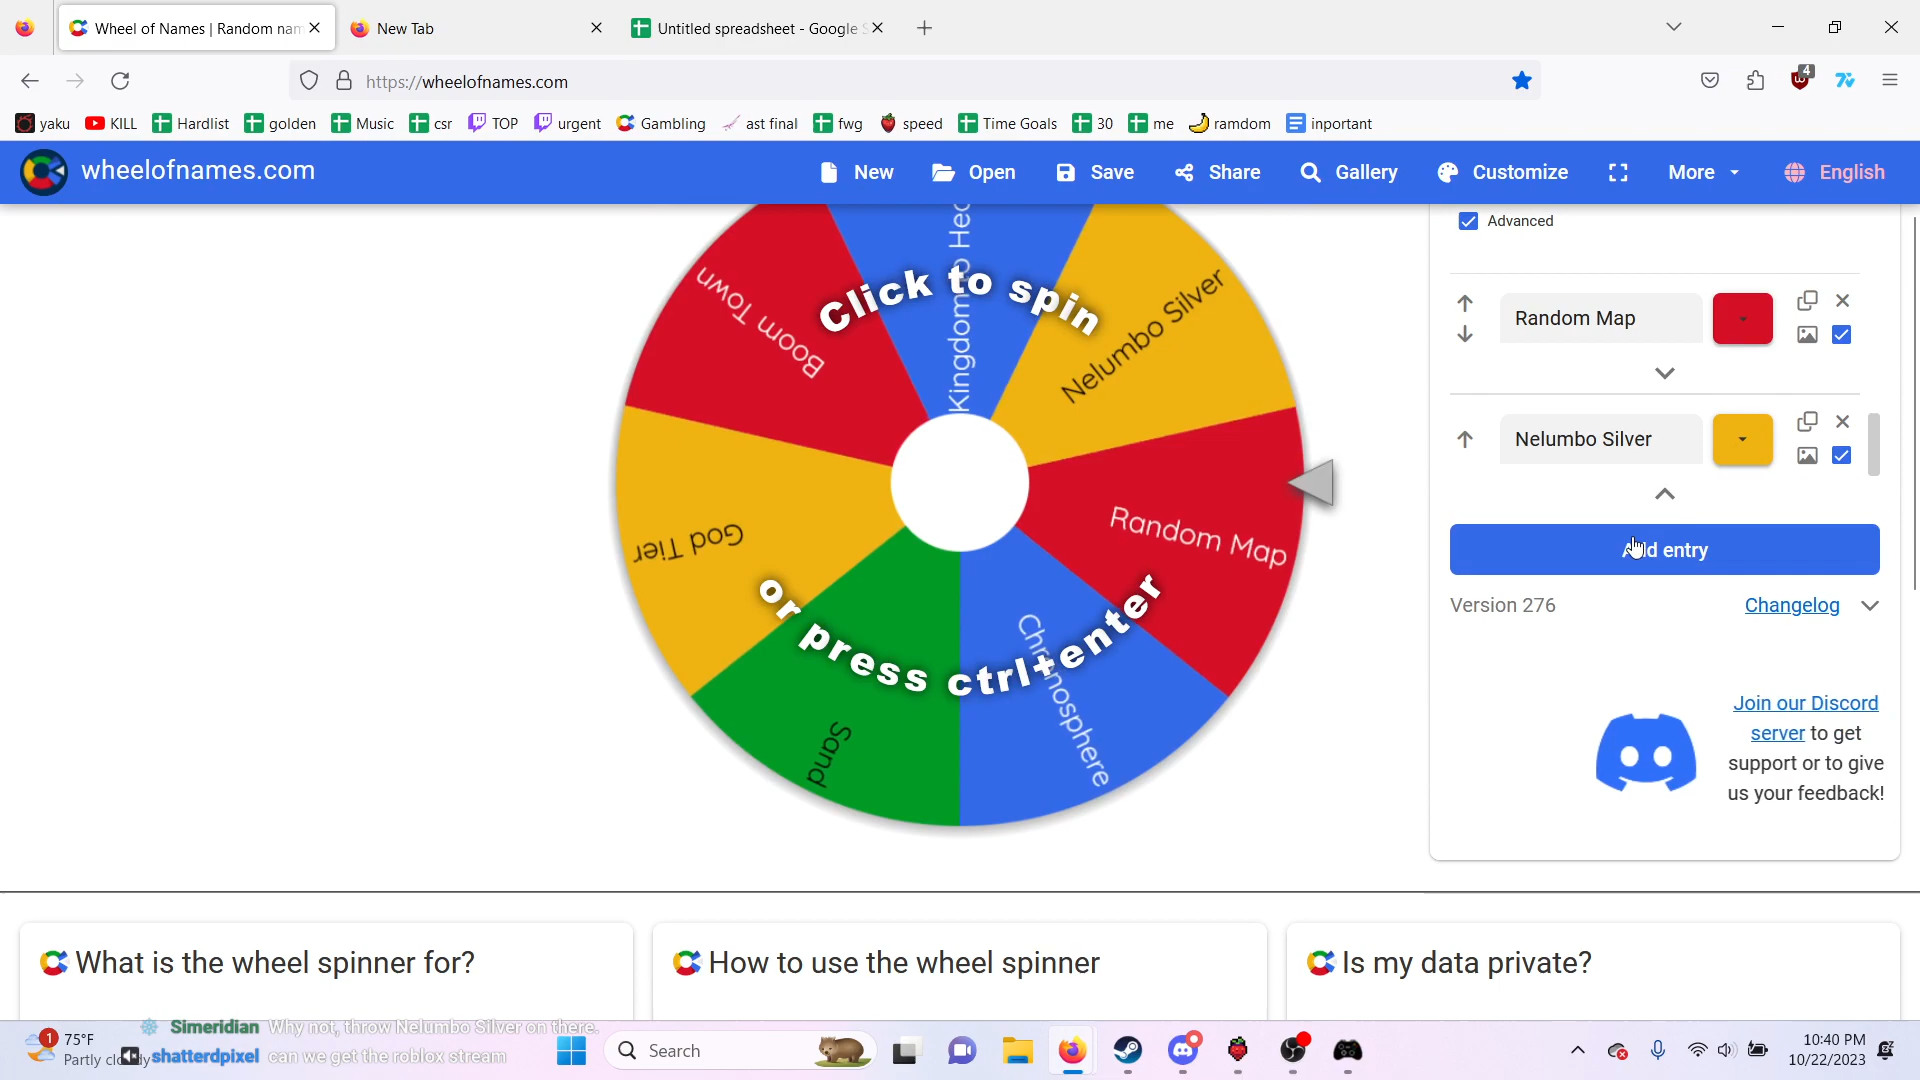 Wheel of Names | Random nam
New Tab
Untitled spreadsheet - Google S
https://wheelofnames.com
4
yaku
KILL
Hardlist
golden
Music
csr
TOP
urgent
Gambling
ast final
fwg
speed
Time Goals
30
me
ramdom
inportant
wheelofnames.com
New
Open
Save
Share
Gallery
Customize
More
English
Advanced
Random Map
Nelumbo Silver
Add entry
Version 276
Changelog
Join our Discord
server to get
support or to give
us your feedback!
Click to spin
or press ctrl+enter
Boom Town
Nelumbo Silver
Random Map
Chronosphere
Sand
God Tier
What is the wheel spinner for?
How to use the wheel spinner
Is my data private?
Simeridian Why not, throw Nelumbo Silver on there.
shatterdpixel can we get the roblox stream
1
75°F
Partly cloudy
Search
10:40 PM
10/22/2023